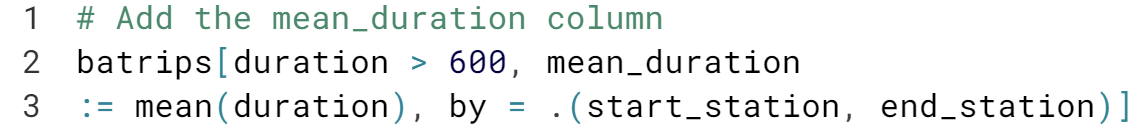 1 # Add the mean_duration column
2 batrips[duration > 600, mean_duration
3 := mean(duration), by = .(start_station, end_station)]